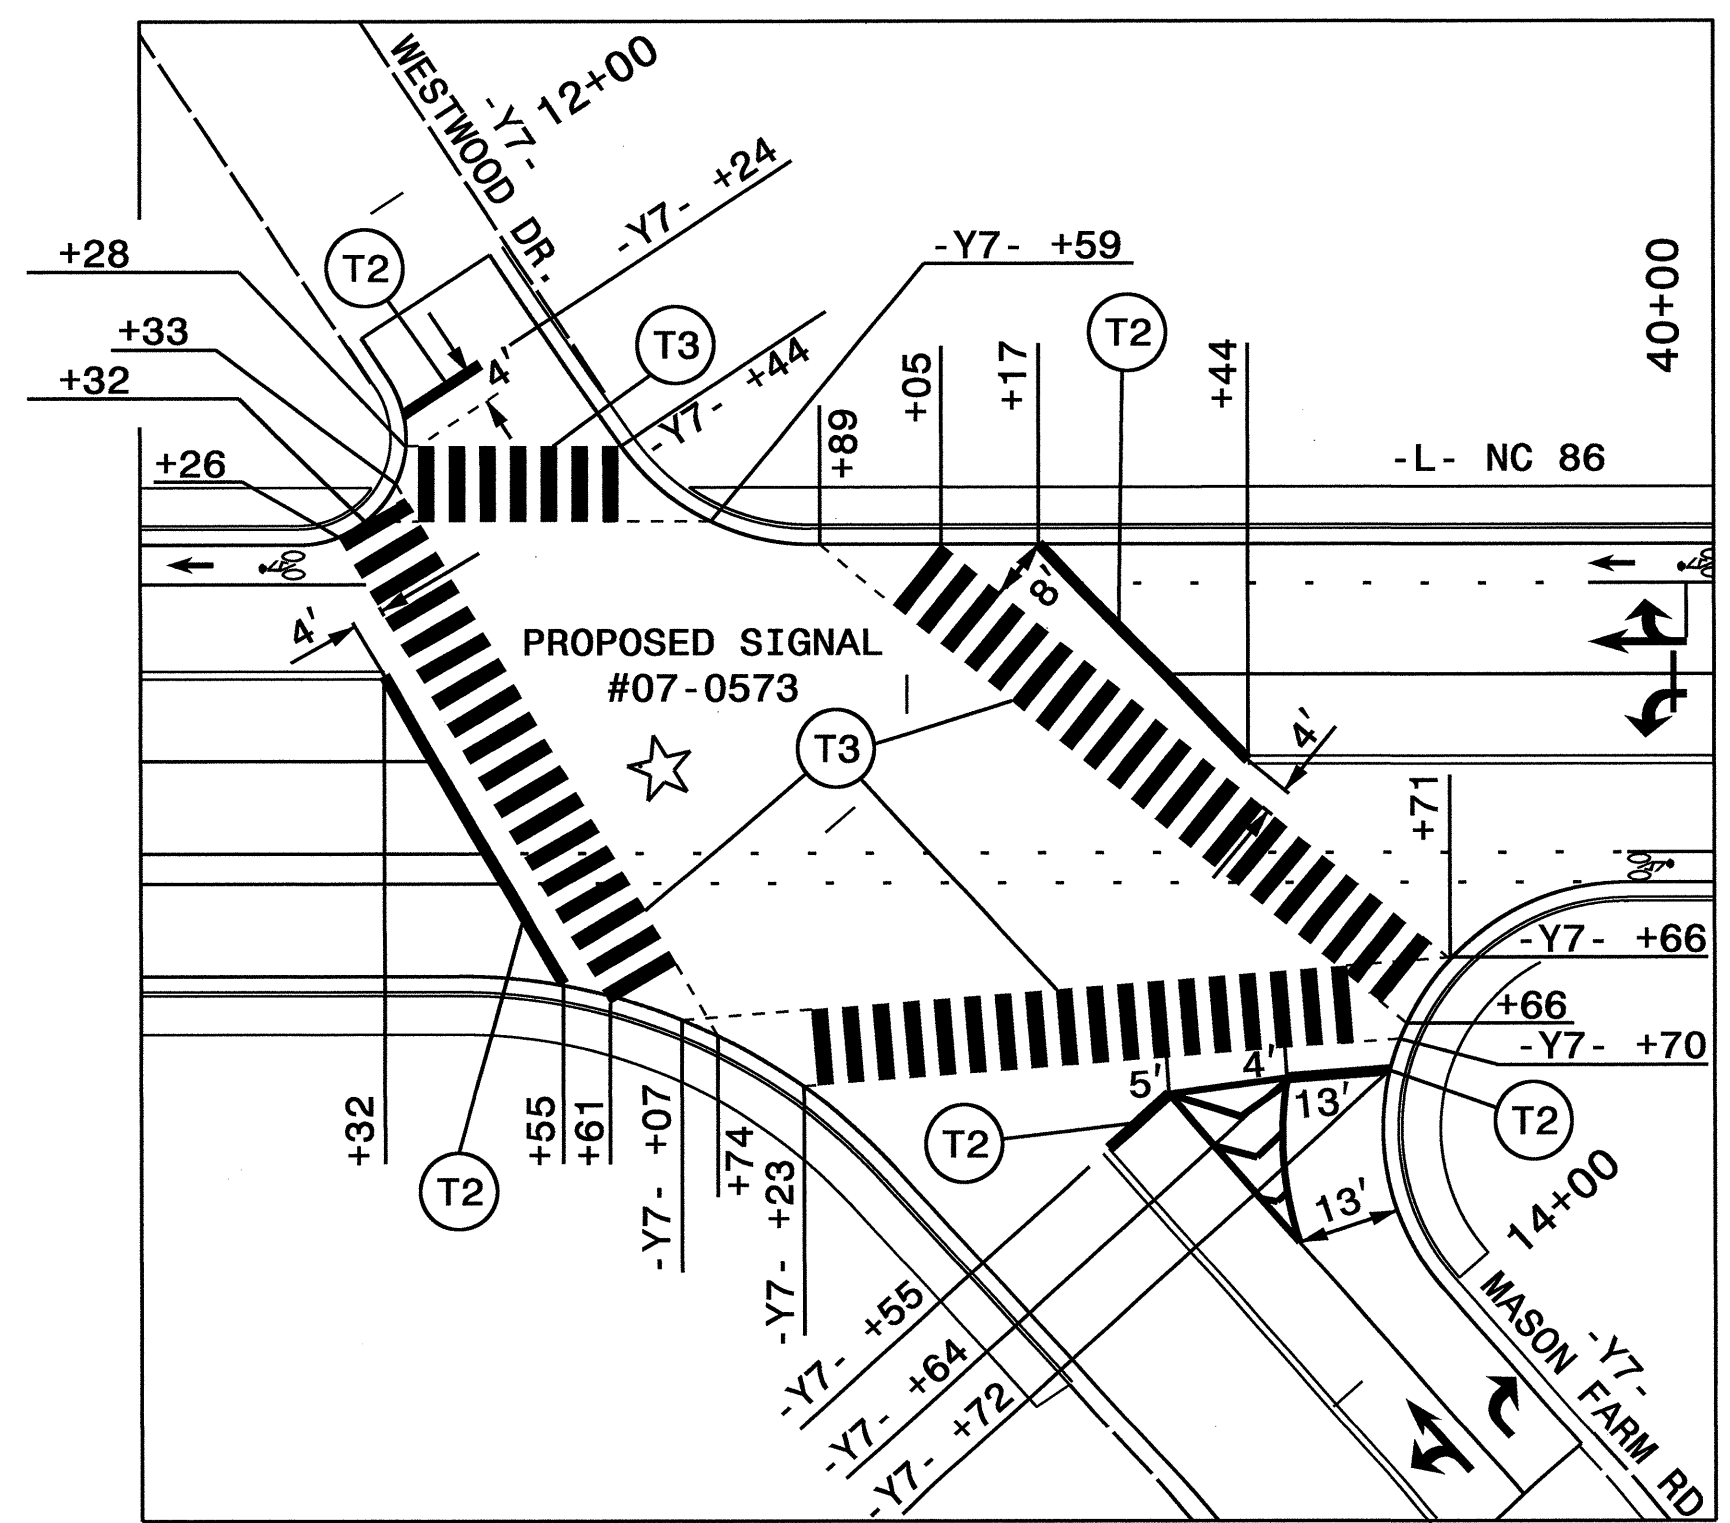 WESTWOOD DR.
-Y7-
12+00
-Y7- +24
+28
T2
-Y7- +59
+33
T3
T2
40+00
+32
4'
-Y7- +44
+05
+17
+44
+89
+26
-L- NC 86
4'
8'
PROPOSED SIGNAL
#07-0573
T3
4'
+71
-Y7- +66
+66
-Y7- +70
5'
4'
13'
T2
T2
+32
+55
+61
-Y7- +07
+74
-Y7- +23
T2
13'
14+00
-Y7- +55
-Y7- +64
-Y7- +72
-Y7-
MASON FARM RD